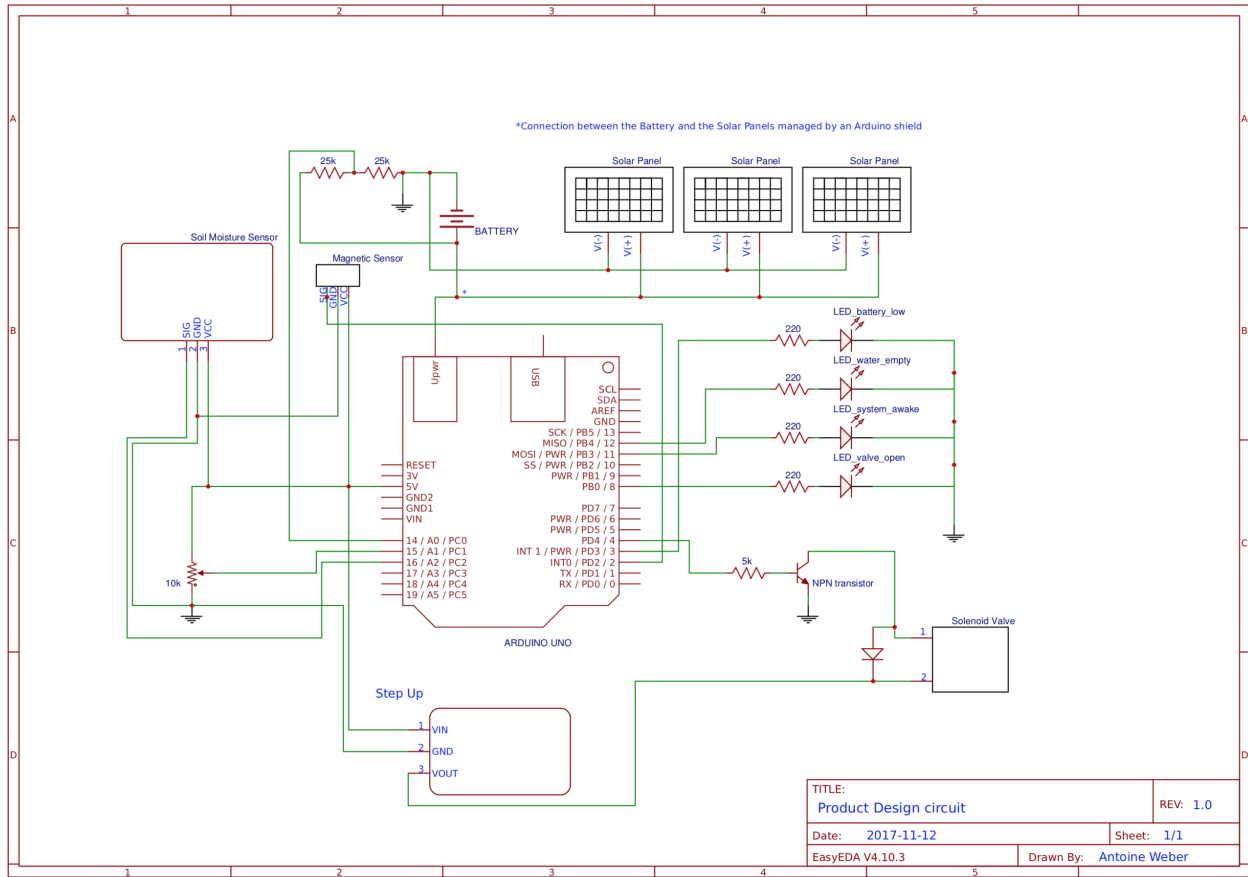 1 2 3 4 5
A A
*Connection between the Battery and the Solar Panels managed by an Arduino shield
25k 25k
Solar Panel Solar Panel Solar Panel
BATTERY
V(-) V(+) V(-) V(+) V(-) V(+)
Soil Moisture Sensor
Magnetic Sensor
SIG GND VCC
*
B B
SIG GND VCC
1 2 3
LED_battery_low
220
LED_water_empty
220
LED_system_awake
220
LED_valve_open
220
Upwr USB
SCL
SDA
AREF
GND
SCK / PB5 / 13
MISO / PWR / PB4 / 12
MOSI / PWR / PB3 / 11
SS / PWR / PB2 / 10
PWR / PB1 / 9
PB0 / 8
PD7 / 7
PWR / PD6 / 6
PWR / PD5 / 5
PD4 / 4
INT 1 / PWR / PD3 / 3
INT0 / PD2 / 2
TX / PD1 / 1
RX / PD0 / 0
RESET
3V
5V
GND2
GND1
VIN
14 / A0 / PC0
15 / A1 / PC1
16 / A2 / PC2
17 / A3 / PC3
18 / A4 / PC4
19 / A5 / PC5
ARDUINO UNO
C C
10k
5k
NPN transistor
Solenoid Valve
1
2
Step Up
1 VIN
2 GND
3 VOUT
D D
TITLE:
Product Design circuit
REV: 1.0
Date: 2017-11-12
Sheet: 1/1
EasyEDA V4.10.3
Drawn By: Antoine Weber
1 2 3 4 5